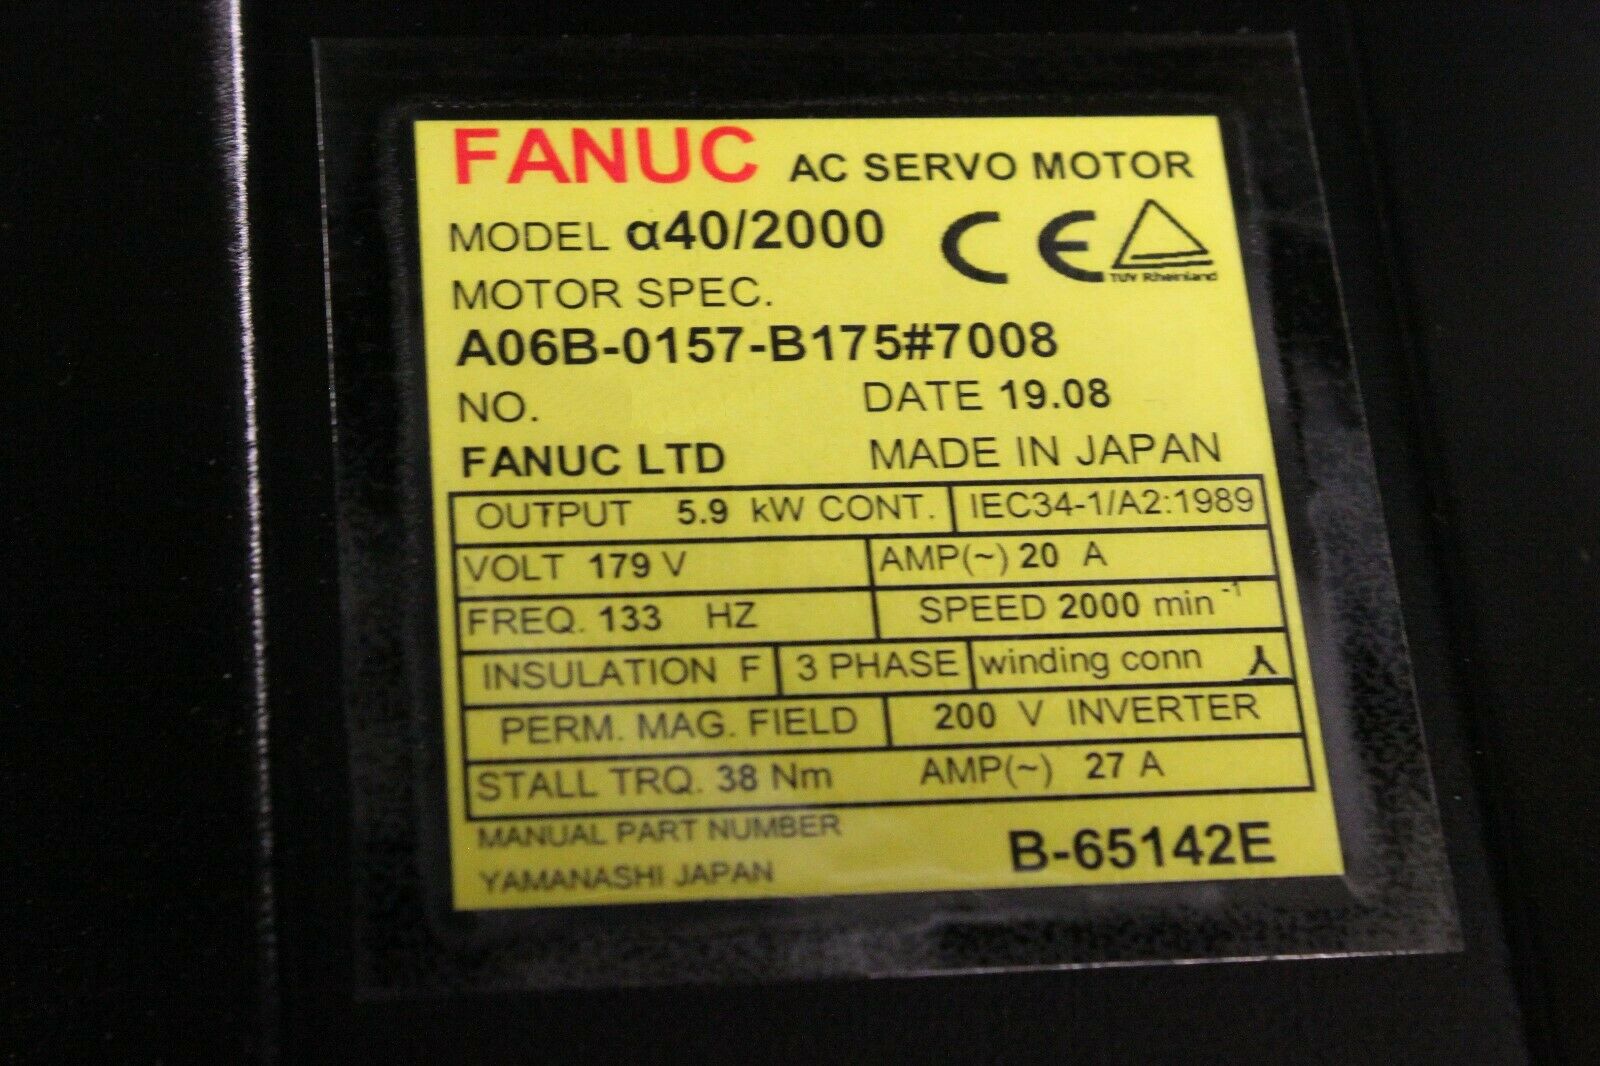 FANUC AC SERVO MOTOR
MODEL α40/2000 CE
TUV Rheinland
MOTOR SPEC.
A06B-0157-B175#7008
NO. DATE 19.08
FANUC LTD MADE IN JAPAN
OUTPUT 5.9 kW CONT. IEC34-1/A2:1989
VOLT 179 V AMP(~) 20 A
FREQ. 133 HZ SPEED 2000 min⁻¹
INSULATION F 3 PHASE winding conn
PERM. MAG. FIELD 200 V INVERTER
STALL TRQ. 38 Nm AMP(~) 27 A
MANUAL PART NUMBER B-65142E
YAMANASHI JAPAN